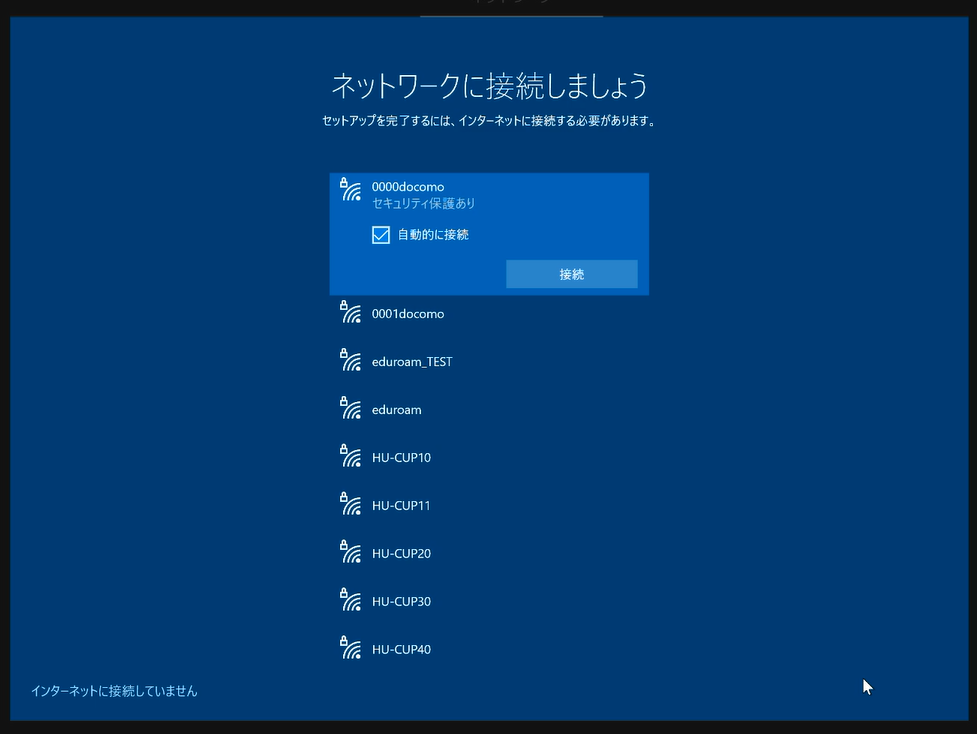 ネットワークに接続しましょう
セットアップを完了するには、インターネットに接続する必要があります。
0000docomo
セキュリティ保護あり
自動的に接続
接続
0001docomo
eduroam_TEST
eduroam
HU-CUP10
HU-CUP11
HU-CUP20
HU-CUP30
HU-CUP40
インターネットに接続していません